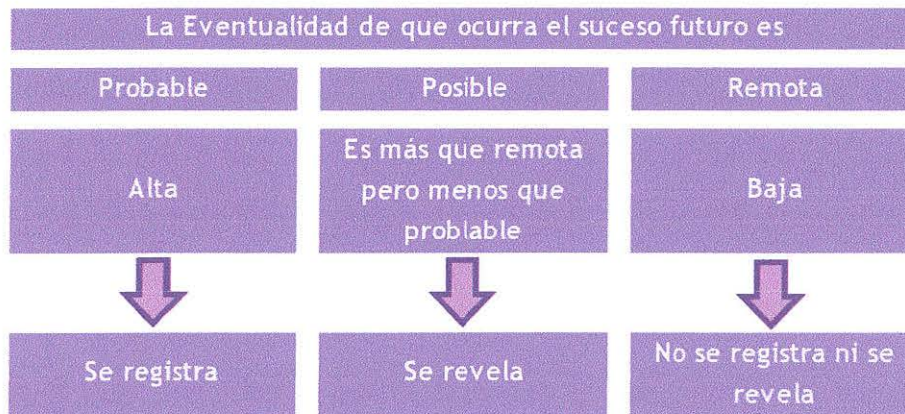 La Eventualidad de que ocurra el suceso futuro es
Probable
Posible
Remota
Alta
Es más que remota
pero menos que
problable
Baja
Se registra
Se revela
No se registra ni se
revela